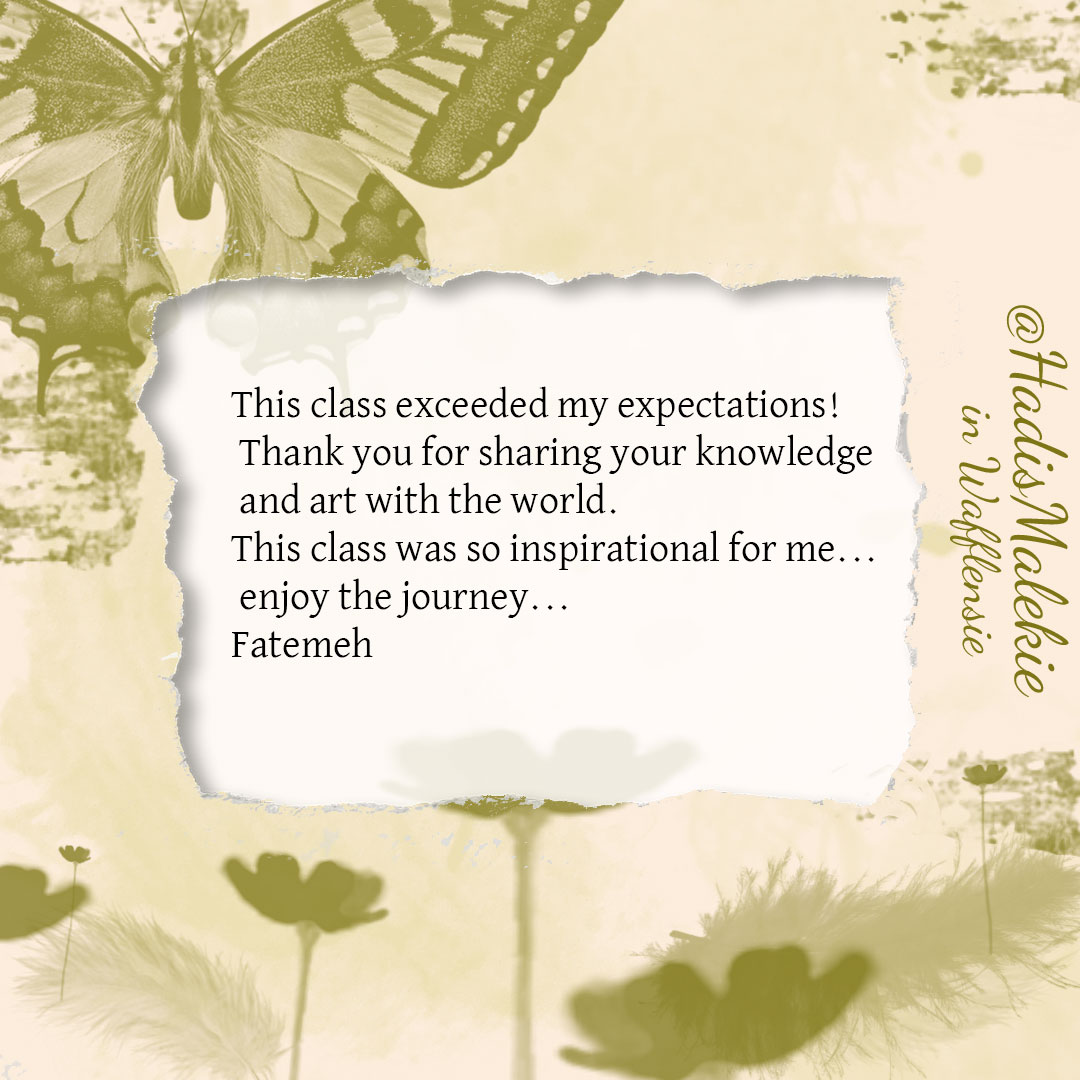 This class exceeded my expectations!
Thank you for sharing your knowledge
and art with the world.
This class was so inspirational for me...
enjoy the journey...
Fatemeh
@HadisMalekie
in Wafflensie